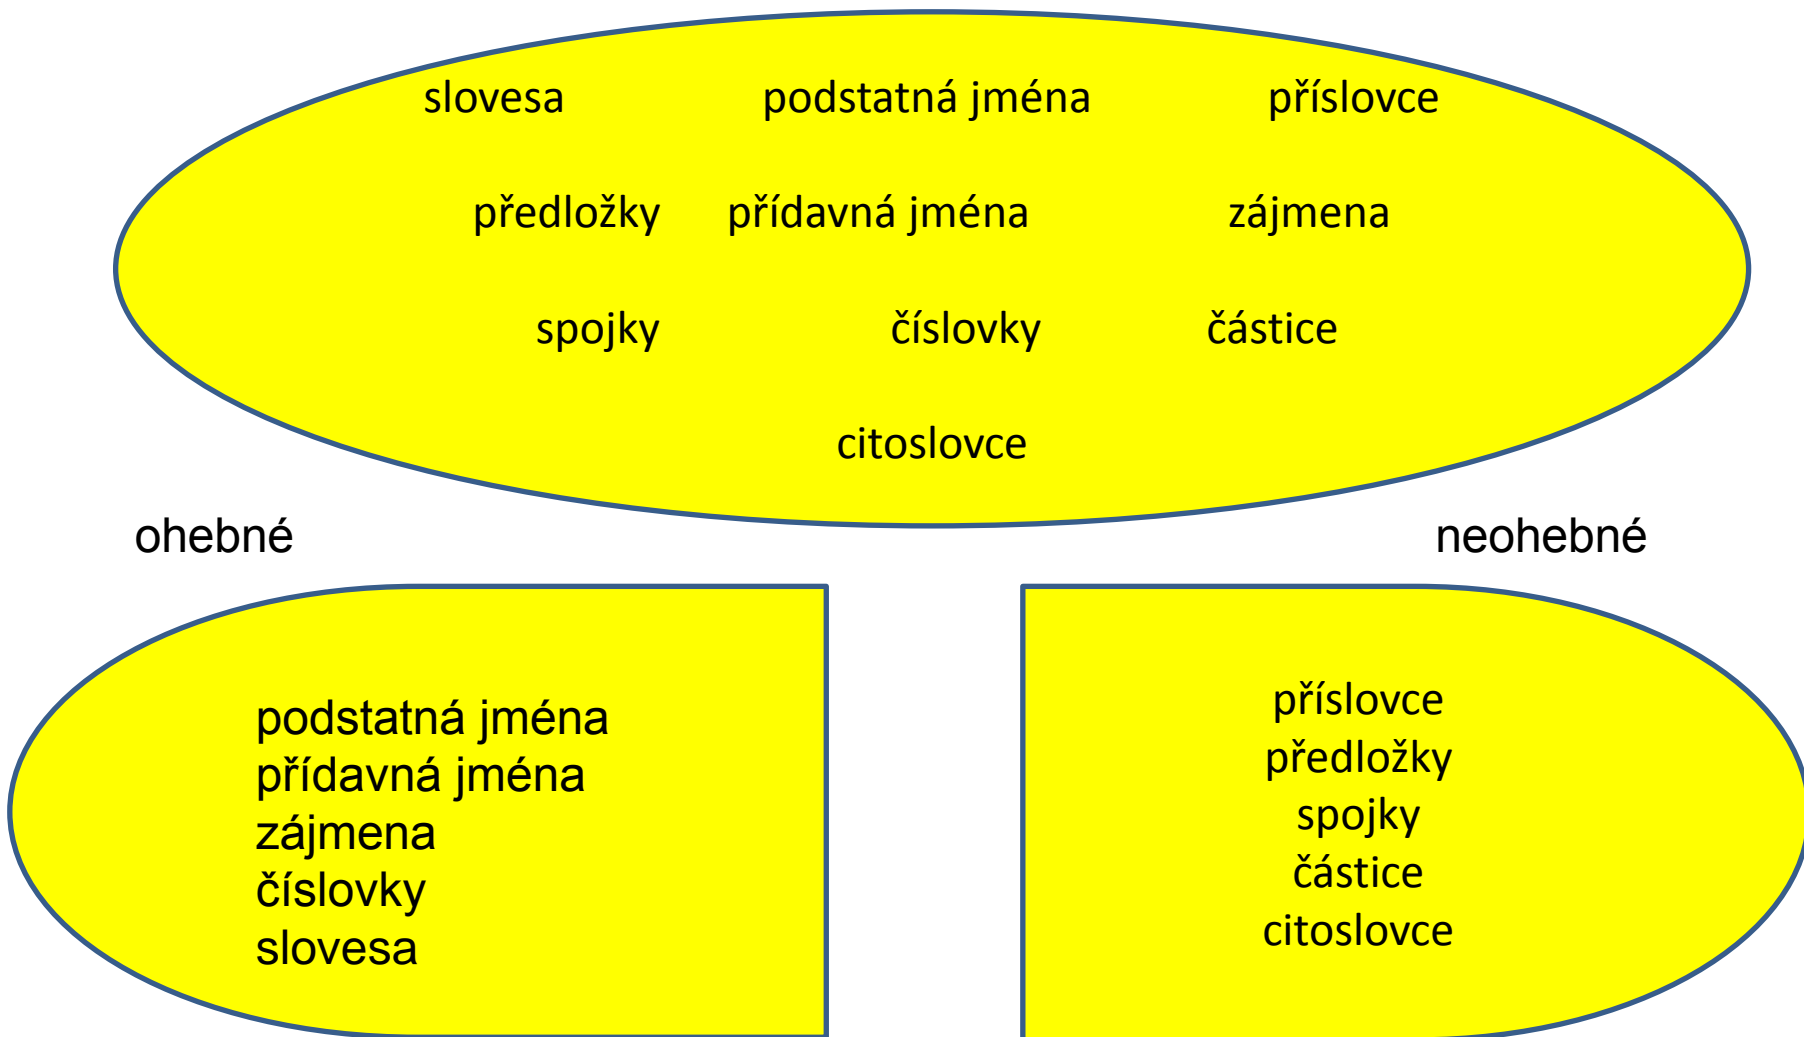 slovesa podstatná jména příslovce
předložky přídavná jména zájmena
spojky číslovky částice
citoslovce
ohebné
neohebné
podstatná jména
přídavná jména
zájmena
číslovky
slovesa
příslovce
předložky
spojky
částice
citoslovce